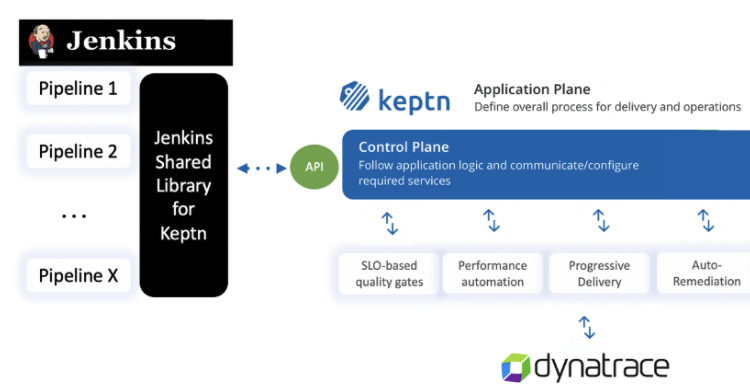 Jenkins
Pipeline 1
Pipeline 2
...
Pipeline X
Jenkins
Shared
Library
for
Keptn
API
keptn
Application Plane
Define overall process for delivery and operations
Control Plane
Follow application logic and communicate/configure
required services
SLO-based
quality gates
Performance
automation
Progressive
Delivery
Auto-
Remediation
dynatrace